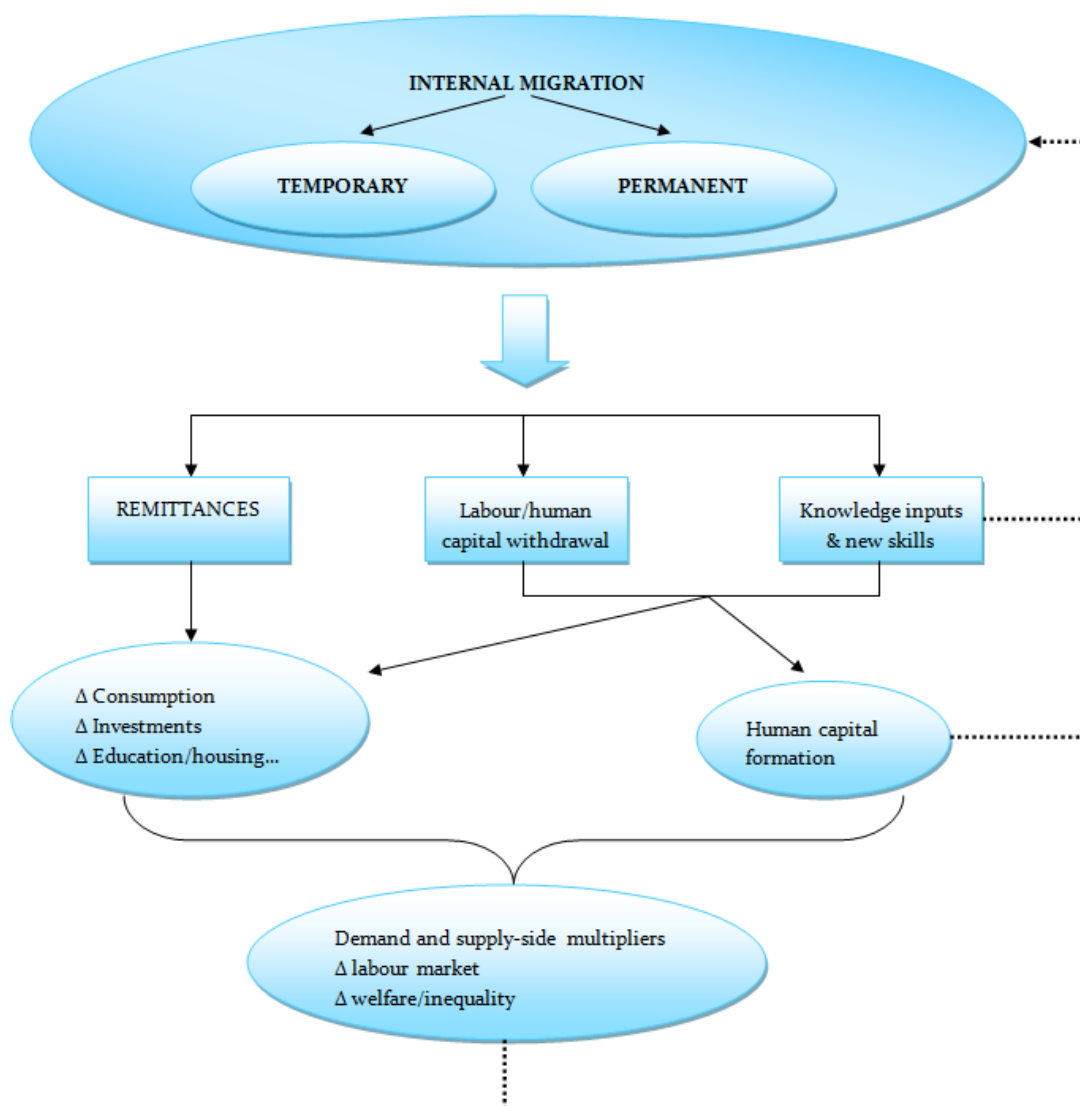 INTERNAL MIGRATION
TEMPORARY
PERMANENT
REMITTANCES
Labour/human
capital withdrawal
Knowledge inputs
& new skills
Δ Consumption
Δ Investments
Δ Education/housing...
Human capital
formation
Demand and supply-side multipliers
Δ labour market
Δ welfare/inequality